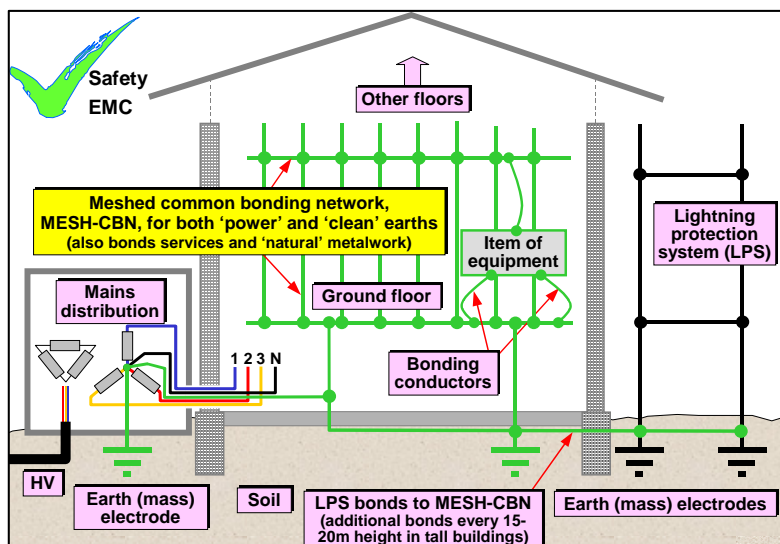 Safety
EMC
Other floors
Meshed common bonding network,
MESH-CBN, for both ‘power’ and ‘clean’ earths
(also bonds services and ‘natural’ metalwork)
Lightning
protection
system (LPS)
Item of
equipment
Mains
distribution
Ground floor
1 2 3 N
Bonding
conductors
HV
Earth (mass)
electrode
Soil
LPS bonds to MESH-CBN
(additional bonds every 15-
20m height in tall buildings)
Earth (mass) electrodes